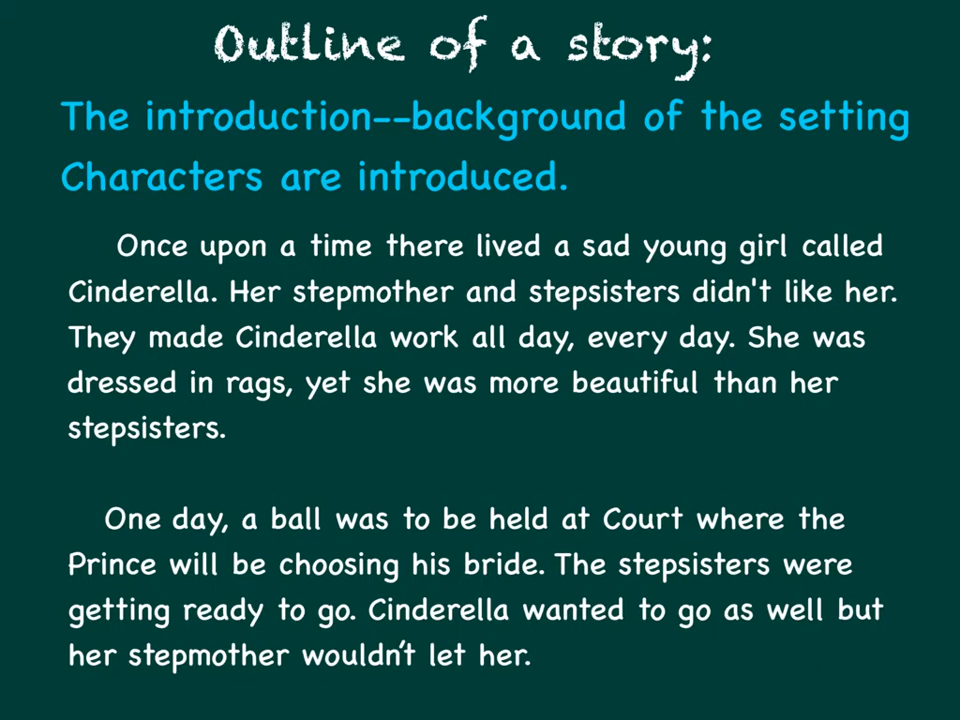 Outline of a story:
The introduction--background of the setting
Characters are introduced.
Once upon a time there lived a sad young girl called
Cinderella. Her stepmother and stepsisters didn't like her.
They made Cinderella work all day, every day. She was
dressed in rags, yet she was more beautiful than her
stepsisters.
One day, a ball was to be held at Court where the
Prince will be choosing his bride. The stepsisters were
getting ready to go. Cinderella wanted to go as well but
her stepmother wouldn’t let her.